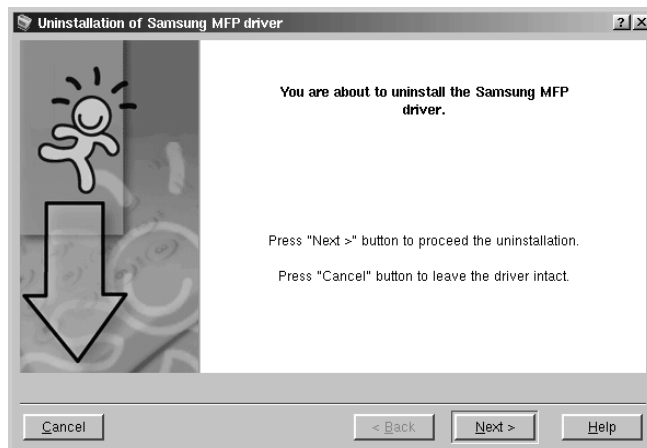 Uninstallation of Samsung MFP driver
You are about to uninstall the Samsung MFP
driver.
Press "Next >" button to proceed the uninstallation.
Press "Cancel" button to leave the driver intact.
Cancel
< Back
Next >
Help